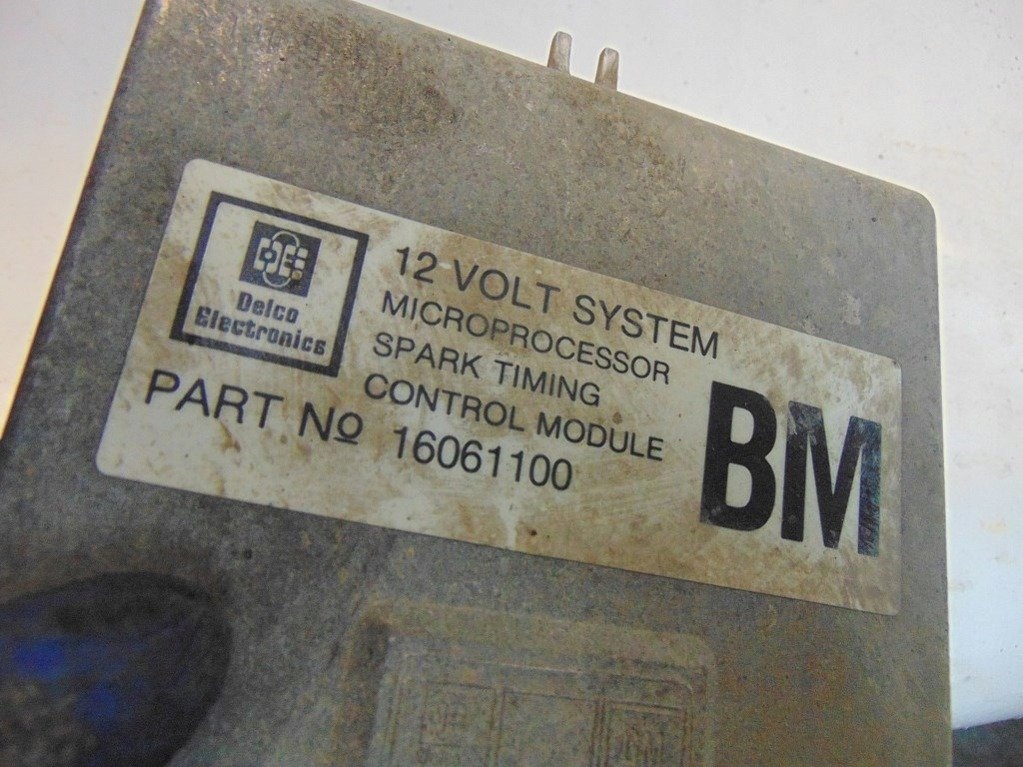 Delco
Electronics
12 VOLT SYSTEM
MICROPROCESSOR
SPARK TIMING
CONTROL MODULE
PART Nº 16061100
BM